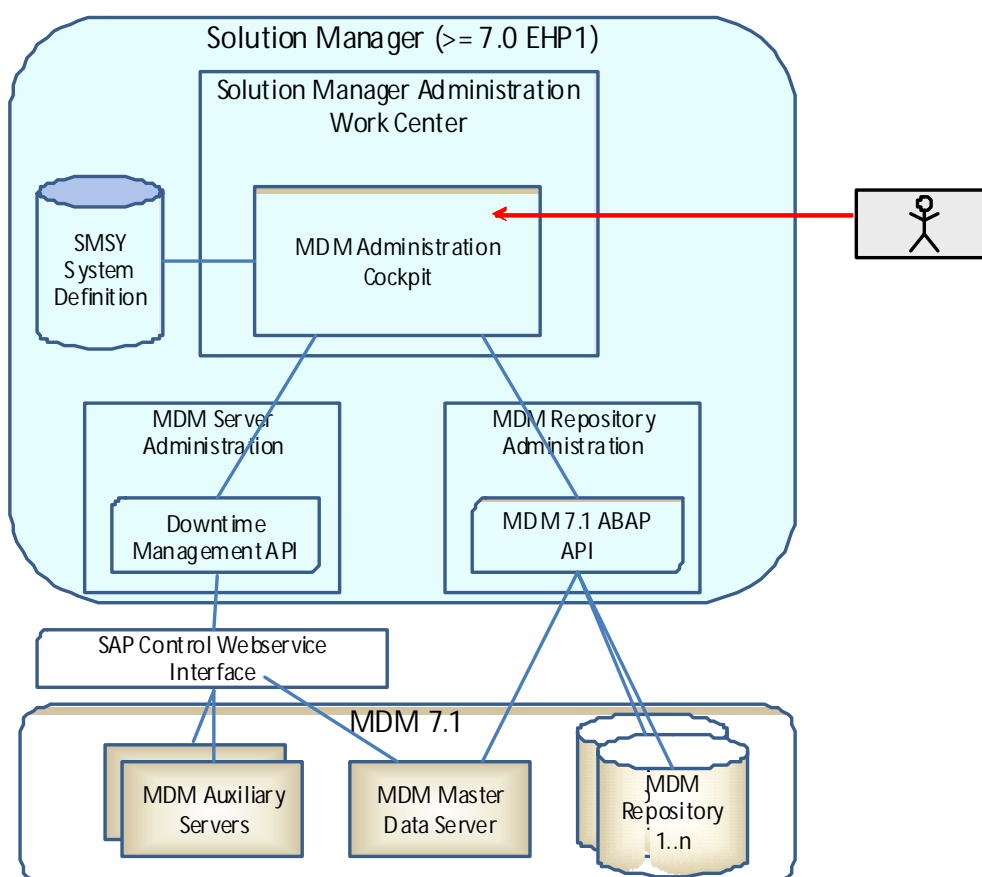 Solution Manager (>= 7.0 EHP1)
Solution Manager Administration
Work Center
SMSY
System
Definition
MDM Administration
Cockpit
MDM Server
Administration
MDM Repository
Administration
Downtime
Management API
MDM 7.1 ABAP
API
SAP Control Webservice
Interface
MDM 7.1
MDM Auxiliary
Servers
MDM Master
Data Server
MDM
Repository
1..n